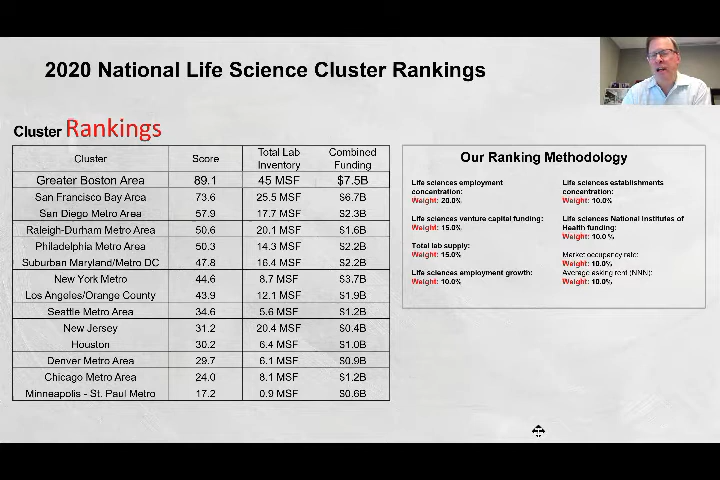 2020 National Life Science Cluster Rankings
Cluster Rankings
Cluster Score Total Lab Inventory Combined Funding
Greater Boston Area 89.1 45 MSF $7.5B
San Francisco Bay Area 73.6 25.5 MSF $6.7B
San Diego Metro Area 57.9 17.7 MSF $2.3B
Raleigh-Durham Metro Area 50.6 20.1 MSF $1.6B
Philadelphia Metro Area 50.3 14.3 MSF $2.2B
Suburban Maryland/Metro DC 47.8 16.4 MSF $2.2B
New York Metro 44.6 8.7 MSF $3.7B
Los Angeles/Orange County 43.9 12.1 MSF $1.9B
Seattle Metro Area 34.6 5.6 MSF $1.2B
New Jersey 31.2 20.4 MSF $0.4B
Houston 30.2 6.4 MSF $1.0B
Denver Metro Area 29.7 6.1 MSF $0.9B
Chicago Metro Area 24.0 8.1 MSF $1.2B
Minneapolis - St. Paul Metro 17.2 0.9 MSF $0.6B
Our Ranking Methodology
Life sciences employment
concentration:
Weight: 20.0%
Life sciences venture capital funding:
Weight: 15.0%
Total lab supply:
Weight: 15.0%
Life sciences employment growth:
Weight: 10.0%
Life sciences establishments
concentration:
Weight: 10.0%
Life sciences National Institutes of
Health funding:
Weight: 10.0 %
Market occupancy rate:
Weight: 10.0%
Average asking rent (NNN):
Weight: 10.0%